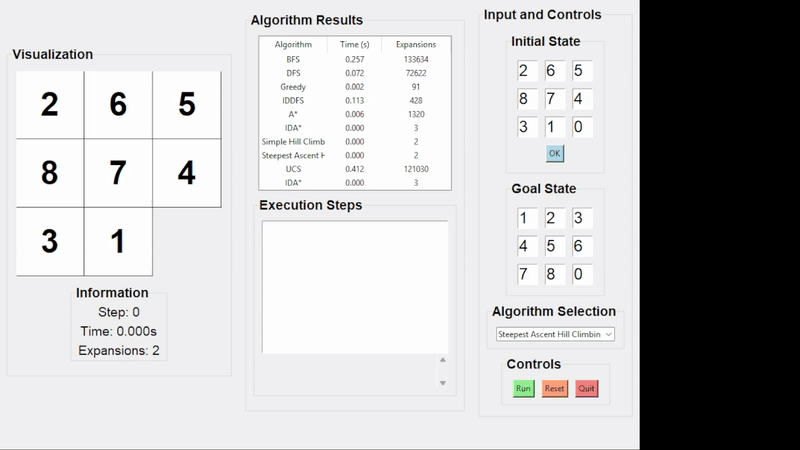 Visualization
2 6 5
8 7 4
3 1
Information
Step: 0
Time: 0.000s
Expansions: 2
Algorithm Results
Algorithm Time (s) Expansions
BFS 0.257 133634
DFS 0.072 72622
Greedy 0.002 91
IDDFS 0.113 428
A* 0.006 1320
IDA* 0.000 3
Simple Hill Climb 0.000 2
Steepest Ascent H 0.000 2
UCS 0.412 121030
IDA* 0.000 3
Execution Steps
Input and Controls
Initial State
2 6 5
8 7 4
3 1 0
OK
Goal State
1 2 3
4 5 6
7 8 0
Algorithm Selection
Steepest Ascent Hill Climbin
Controls
Run Reset Quit